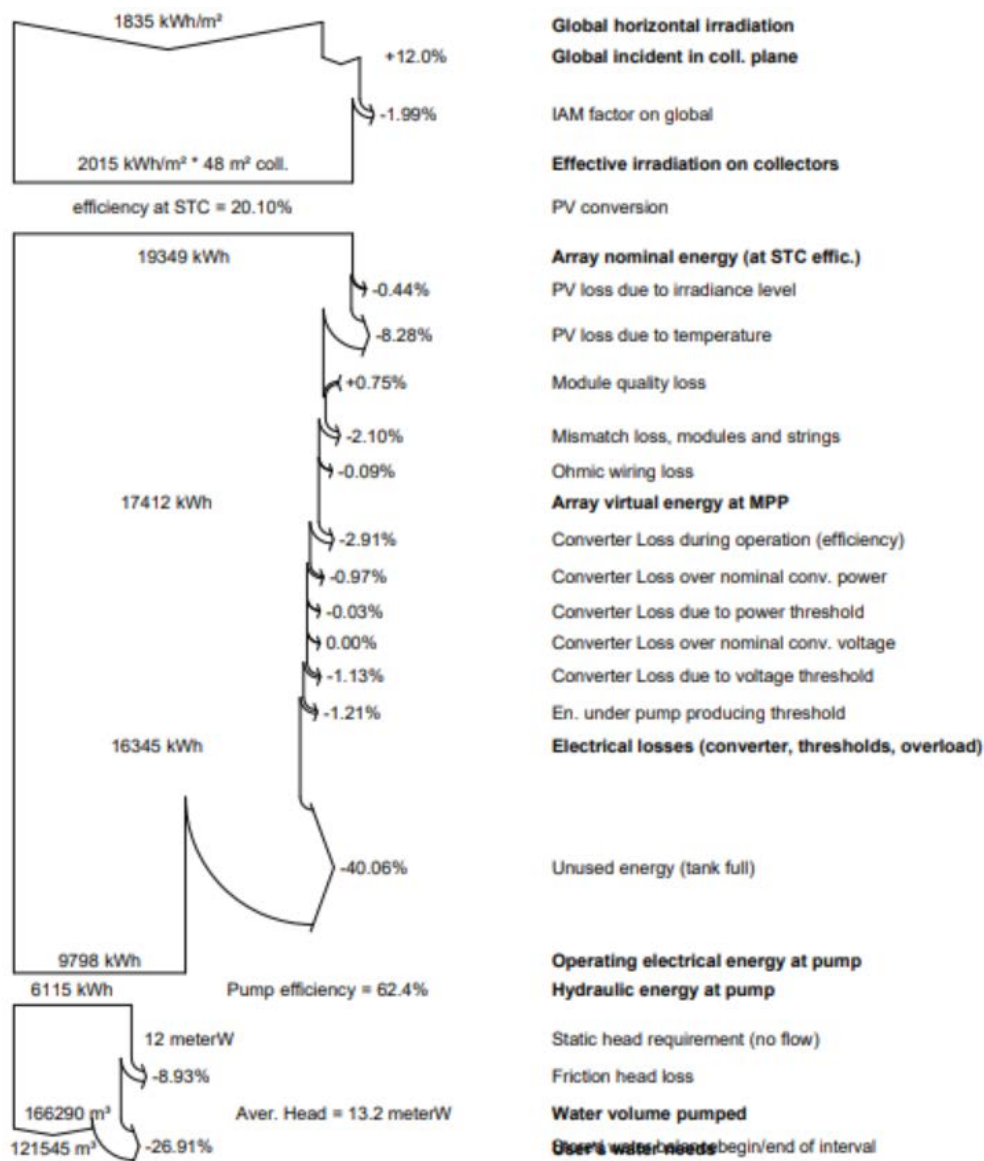 1835 kWh/m² Global horizontal irradiation
+12.0% Global incident in coll. plane
-1.99% IAM factor on global
2015 kWh/m² * 48 m² coll. Effective irradiation on collectors
efficiency at STC = 20.10% PV conversion
19349 kWh Array nominal energy (at STC effic.)
-0.44% PV loss due to irradiance level
-8.28% PV loss due to temperature
+0.75% Module quality loss
-2.10% Mismatch loss, modules and strings
-0.09% Ohmic wiring loss
17412 kWh Array virtual energy at MPP
-2.91% Converter Loss during operation (efficiency)
-0.97% Converter Loss over nominal conv. power
-0.03% Converter Loss due to power threshold
0.00% Converter Loss over nominal conv. voltage
-1.13% Converter Loss due to voltage threshold
-1.21% En. under pump producing threshold
16345 kWh Electrical losses (converter, thresholds, overload)
-40.06% Unused energy (tank full)
9798 kWh Operating electrical energy at pump
6115 kWh Pump efficiency = 62.4% Hydraulic energy at pump
12 meterW Static head requirement (no flow)
-8.93% Friction head loss
166290 m³ Aver. Head = 13.2 meterW Water volume pumped
121545 m³ -26.91% User's water needs begin/end of interval